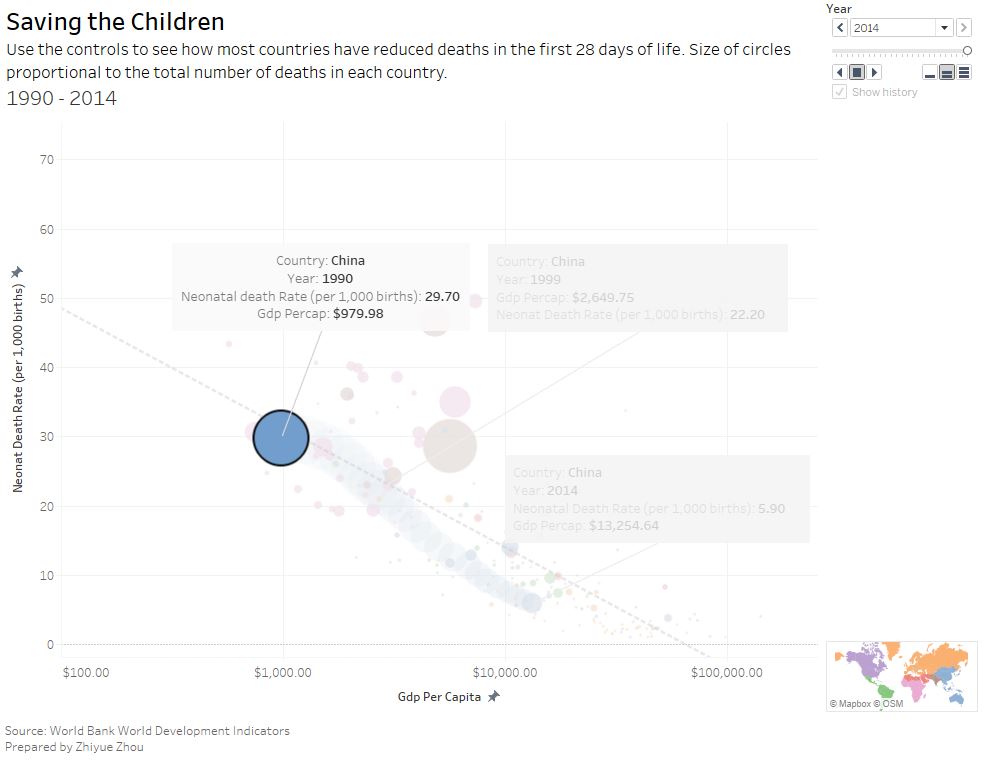 Saving the Children
Use the controls to see how most countries have reduced deaths in the first 28 days of life. Size of circles
proportional to the total number of deaths in each country.
1990 - 2014
Year
2014
Show history
Neonat Death Rate (per 1,000 births)
70
60
50
40
30
20
10
0
Country: China
Year: 1990
Neonatal death Rate (per 1,000 births): 29.70
Gdp Percap: $979.98
Country: China
Year: 1999
Gdp Percap: $2,649.75
Neonat Death Rate (per 1,000 births): 22.20
Country: China
Year: 2014
Neonatal Death Rate (per 1,000 births): 5.90
Gdp Percap: $13,254.64
$100.00
$1,000.00
$10,000.00
$100,000.00
Gdp Per Capita
© Mapbox © OSM
Source: World Bank World Development Indicators
Prepared by Zhiyue Zhou